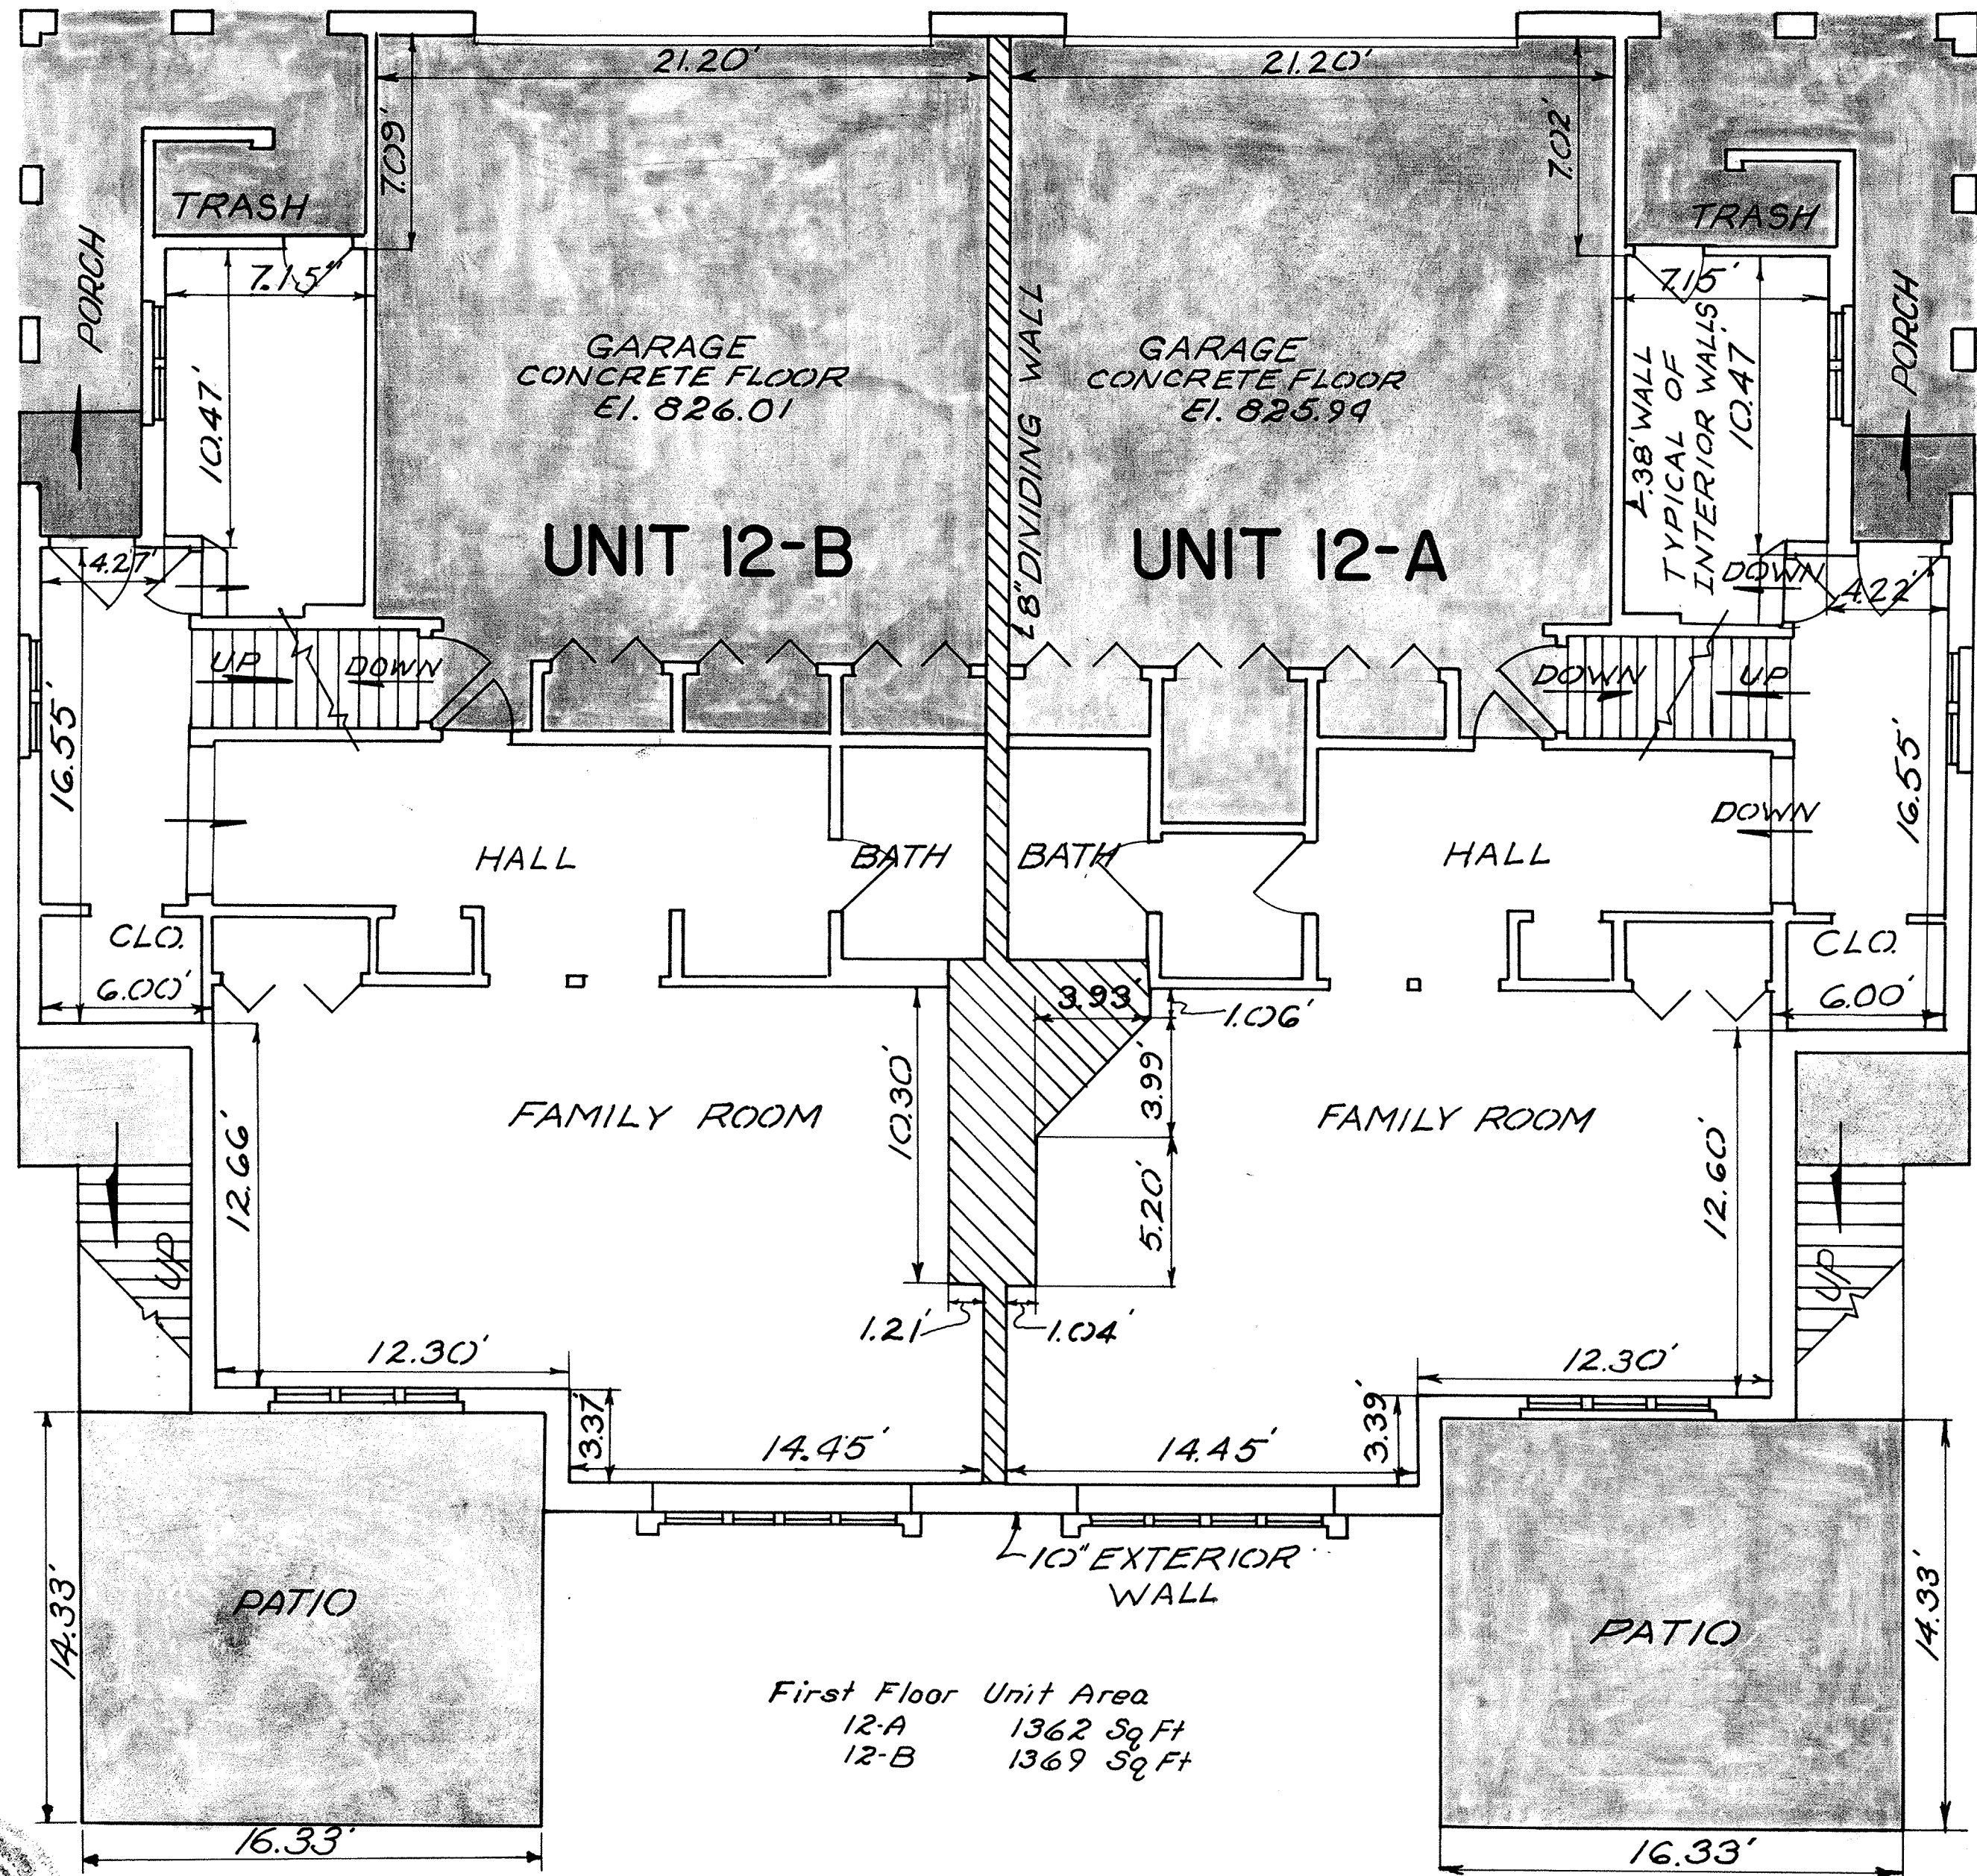 21.20'
21.20'
7.09'
7.02'
TRASH
TRASH
PORCH
PORCH
7.15"
7.15'
10.47'
10.47'
GARAGE
CONCRETE FLOOR
El. 826.01
GARAGE
CONCRETE FLOOR
El. 825.94
8" DIVIDING WALL
.38' WALL
TYPICAL OF
INTERIOR WALLS
UNIT 12-B
UNIT 12-A
4.27'
DOWN
4.22'
UP
DOWN
DOWN
UP
16.55'
16.55'
DOWN
HALL
BATH
BATH
HALL
CLO.
CLO.
6.00'
6.00'
3.93'
1.06'
10.30'
3.99'
FAMILY ROOM
FAMILY ROOM
12.66'
5.20'
12.60'
UP
UP
1.21'
1.04'
12.30'
12.30'
3.37'
3.39'
14.45'
14.45'
10" EXTERIOR
WALL
14.33'
PATIO
PATIO
14.33'
First Floor Unit Area
12-A 1362 Sq Ft
12-B 1369 Sq Ft
16.33'
16.33'